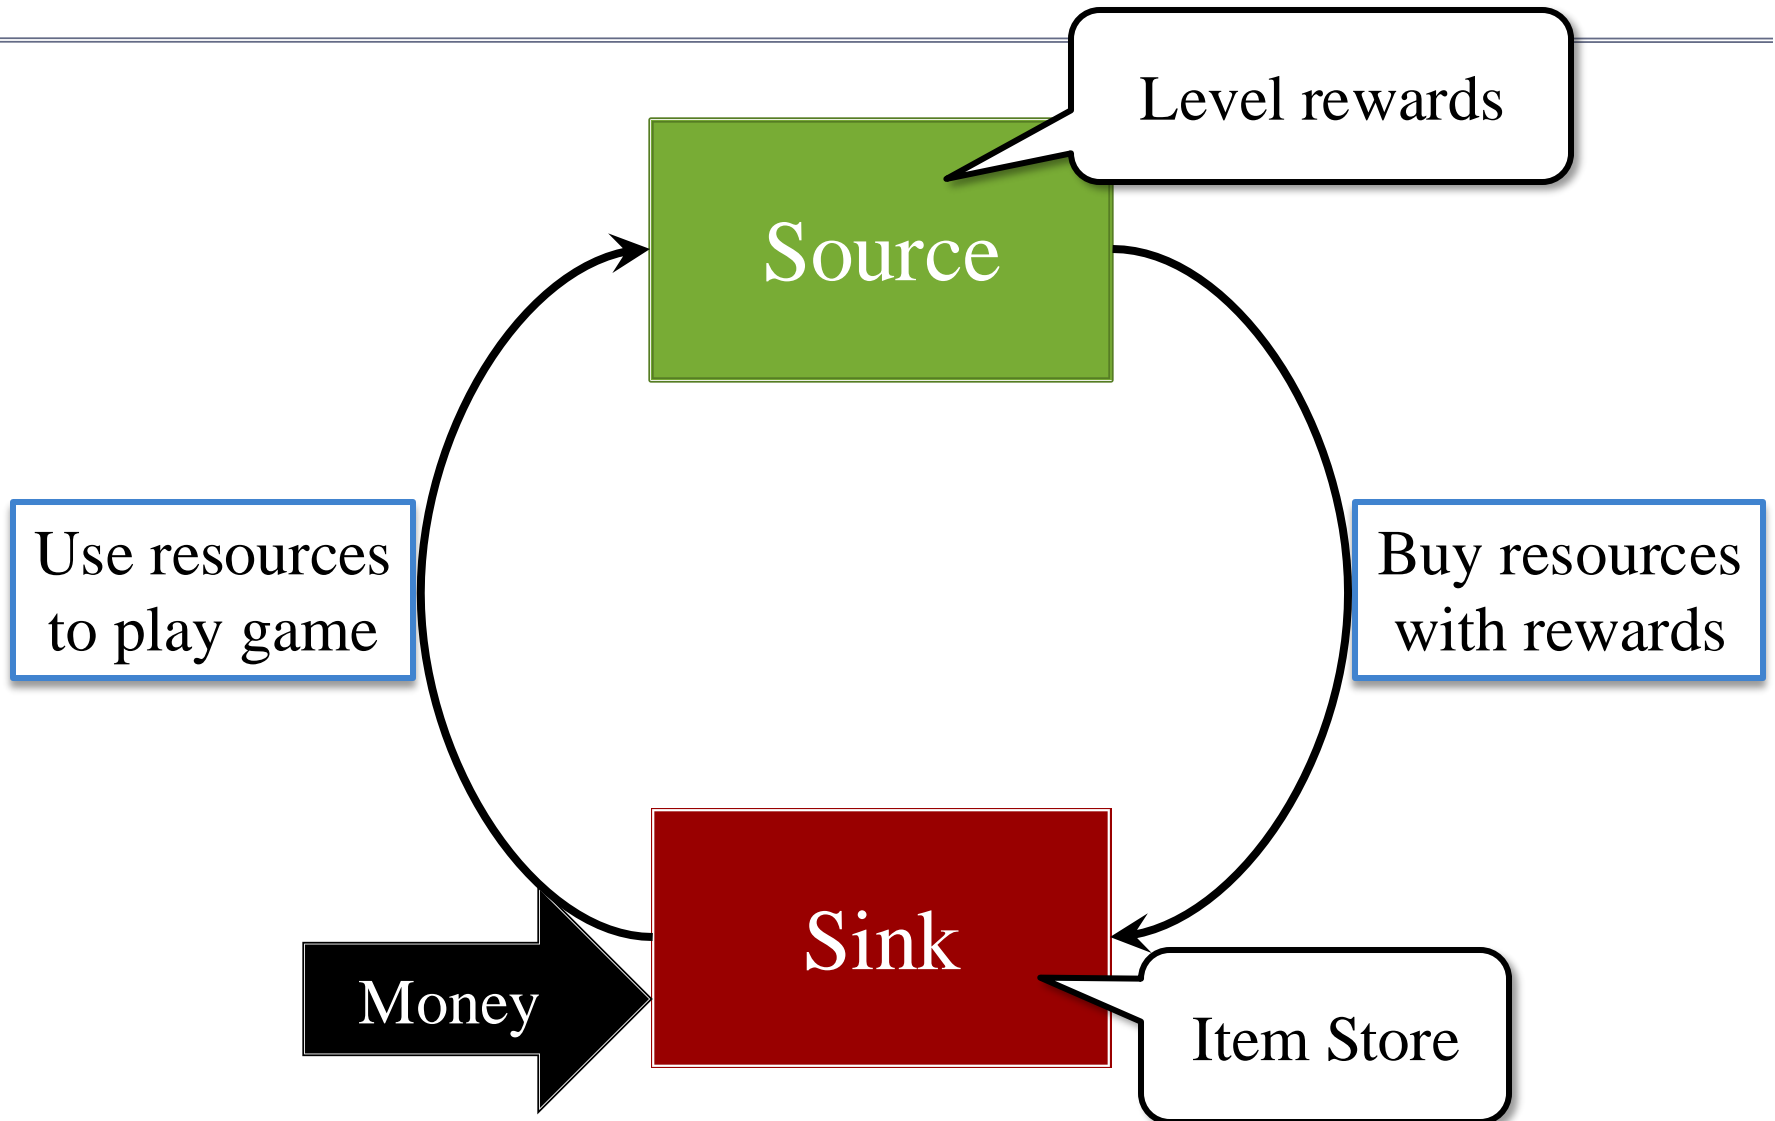 Level rewards
Source
Use resources
to play game
Buy resources
with rewards
Sink
Money
Item Store